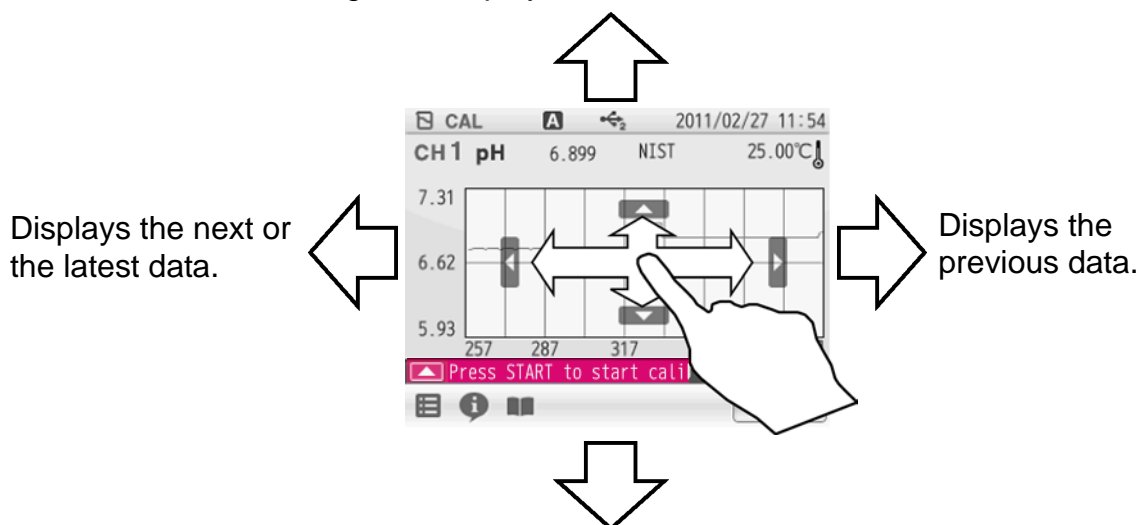 CAL A 2 2011/02/27 11:54
CH1 pH 6.899 NIST 25.00℃
7.31
Displays the next or
the latest data.
Displays the
previous data.
6.62
5.93
257 287 317
Press START to start cali